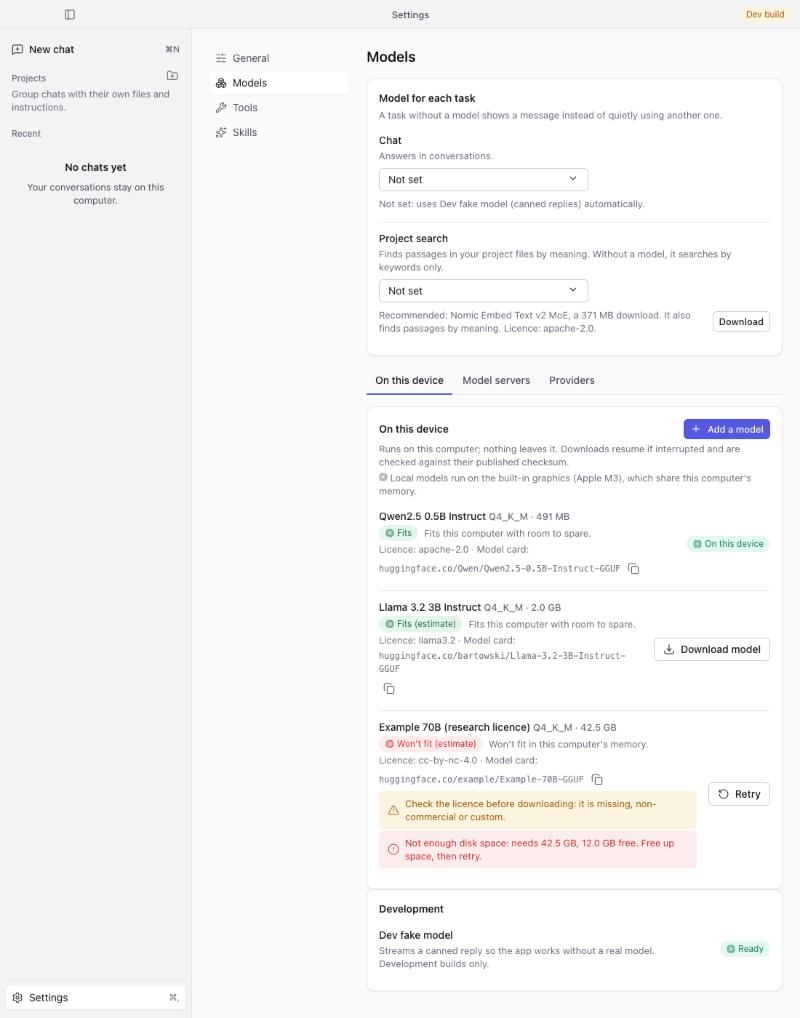 Settings
Dev build
New chat
⌘N
Projects
Group chats with their own files and
instructions.
Recent
No chats yet
Your conversations stay on this
computer.
Settings
⌘,
General
Models
Tools
Skills
Models
Model for each task
A task without a model shows a message instead of quietly using another one.
Chat
Answers in conversations.
Not set
Not set: uses Dev fake model (canned replies) automatically.
Project search
Finds passages in your project files by meaning. Without a model, it searches by
keywords only.
Not set
Recommended: Nomic Embed Text v2 MoE, a 371 MB download. It also
finds passages by meaning. Licence: apache-2.0.
Download
On this device
Model servers
Providers
On this device
Add a model
Runs on this computer; nothing leaves it. Downloads resume if interrupted and are
checked against their published checksum.
Local models run on the built-in graphics (Apple M3), which share this computer's
memory.
Qwen2.5 0.5B Instruct Q4_K_M · 491 MB
Fits Fits this computer with room to spare.
Licence: apache-2.0 · Model card:
huggingface.co/Qwen/Qwen2.5-0.5B-Instruct-GGUF
On this device
Llama 3.2 3B Instruct Q4_K_M · 2.0 GB
Fits (estimate) Fits this computer with room to spare.
Licence: llama3.2 · Model card:
huggingface.co/bartowski/Llama-3.2-3B-Instruct-
GGUF
Download model
Example 70B (research licence) Q4_K_M · 42.5 GB
Won't fit (estimate) Won't fit in this computer's memory.
Licence: cc-by-nc-4.0 · Model card:
huggingface.co/example/Example-70B-GGUF
Check the licence before downloading: it is missing, non-
commercial or custom.
Not enough disk space: needs 42.5 GB, 12.0 GB free. Free up
space, then retry.
Retry
Development
Dev fake model
Streams a canned reply so the app works without a real model.
Development builds only.
Ready